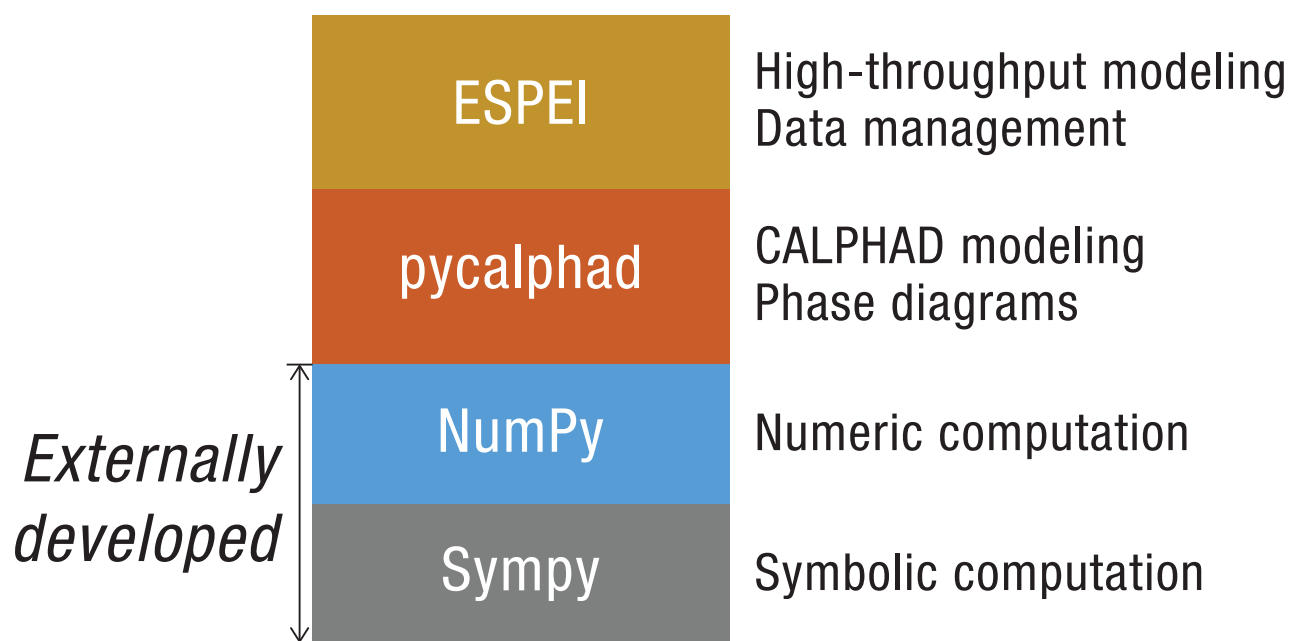 ESPEI
High-throughput modeling
Data management
pycalphad
CALPHAD modeling
Phase diagrams
Externally
developed
NumPy
Numeric computation
Sympy
Symbolic computation